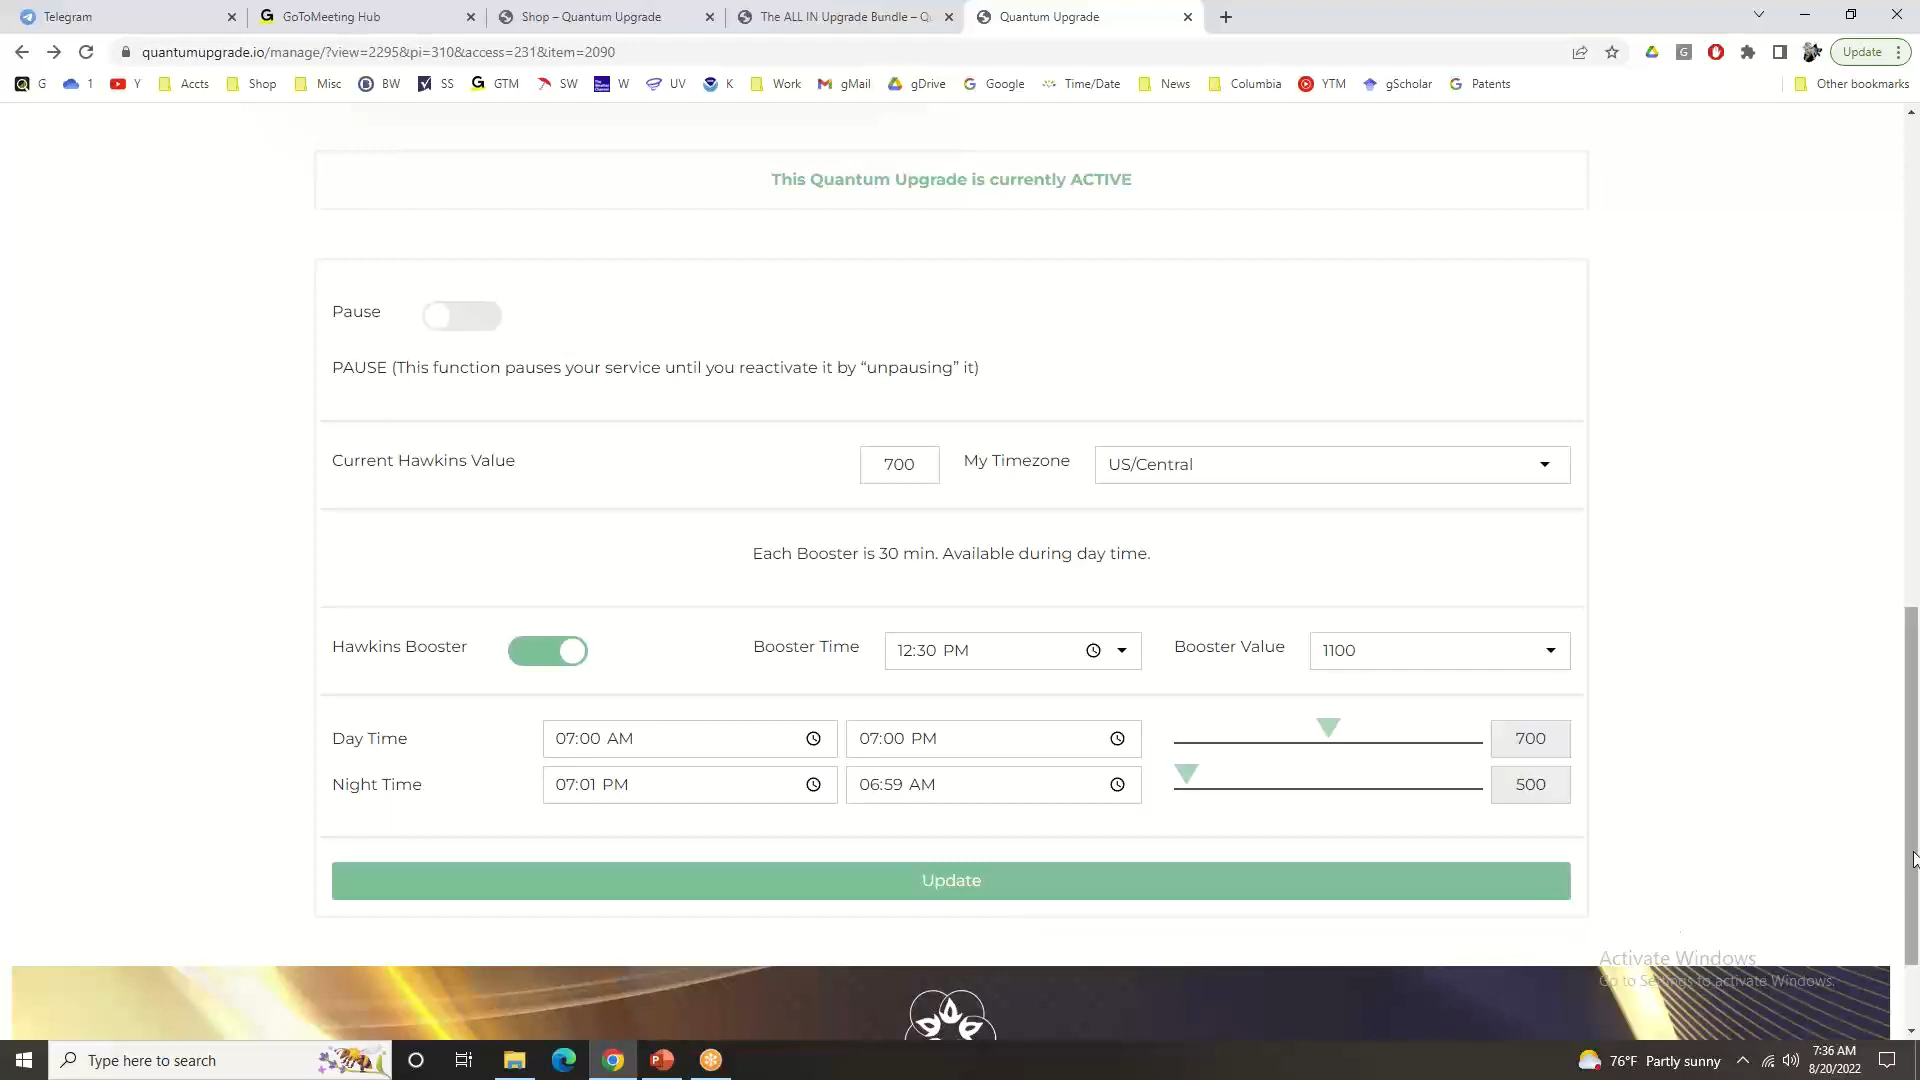 Telegram
GoToMeeting Hub
Shop – Quantum Upgrade
The ALL IN Upgrade Bundle – Q
Quantum Upgrade
quantumupgrade.io/manage/?view=2295&pi=310&access=231&item=2090
Update
G 1 Y Accts Shop Misc BW SS GTM SW W UV K Work gMail gDrive Google Time/Date News Columbia YTM gScholar Patents Other bookmarks
This Quantum Upgrade is currently ACTIVE
Pause
PAUSE (This function pauses your service until you reactivate it by “unpausing” it)
Current Hawkins Value 700 My Timezone US/Central
Each Booster is 30 min. Available during day time.
Hawkins Booster Booster Time 12:30 PM Booster Value 1100
Day Time 07:00 AM 07:00 PM 700
Night Time 07:01 PM 06:59 AM 500
Update
Activate Windows
Go to Settings to activate Windows.
Type here to search
76°F Partly sunny
7:36 AM
8/20/2022